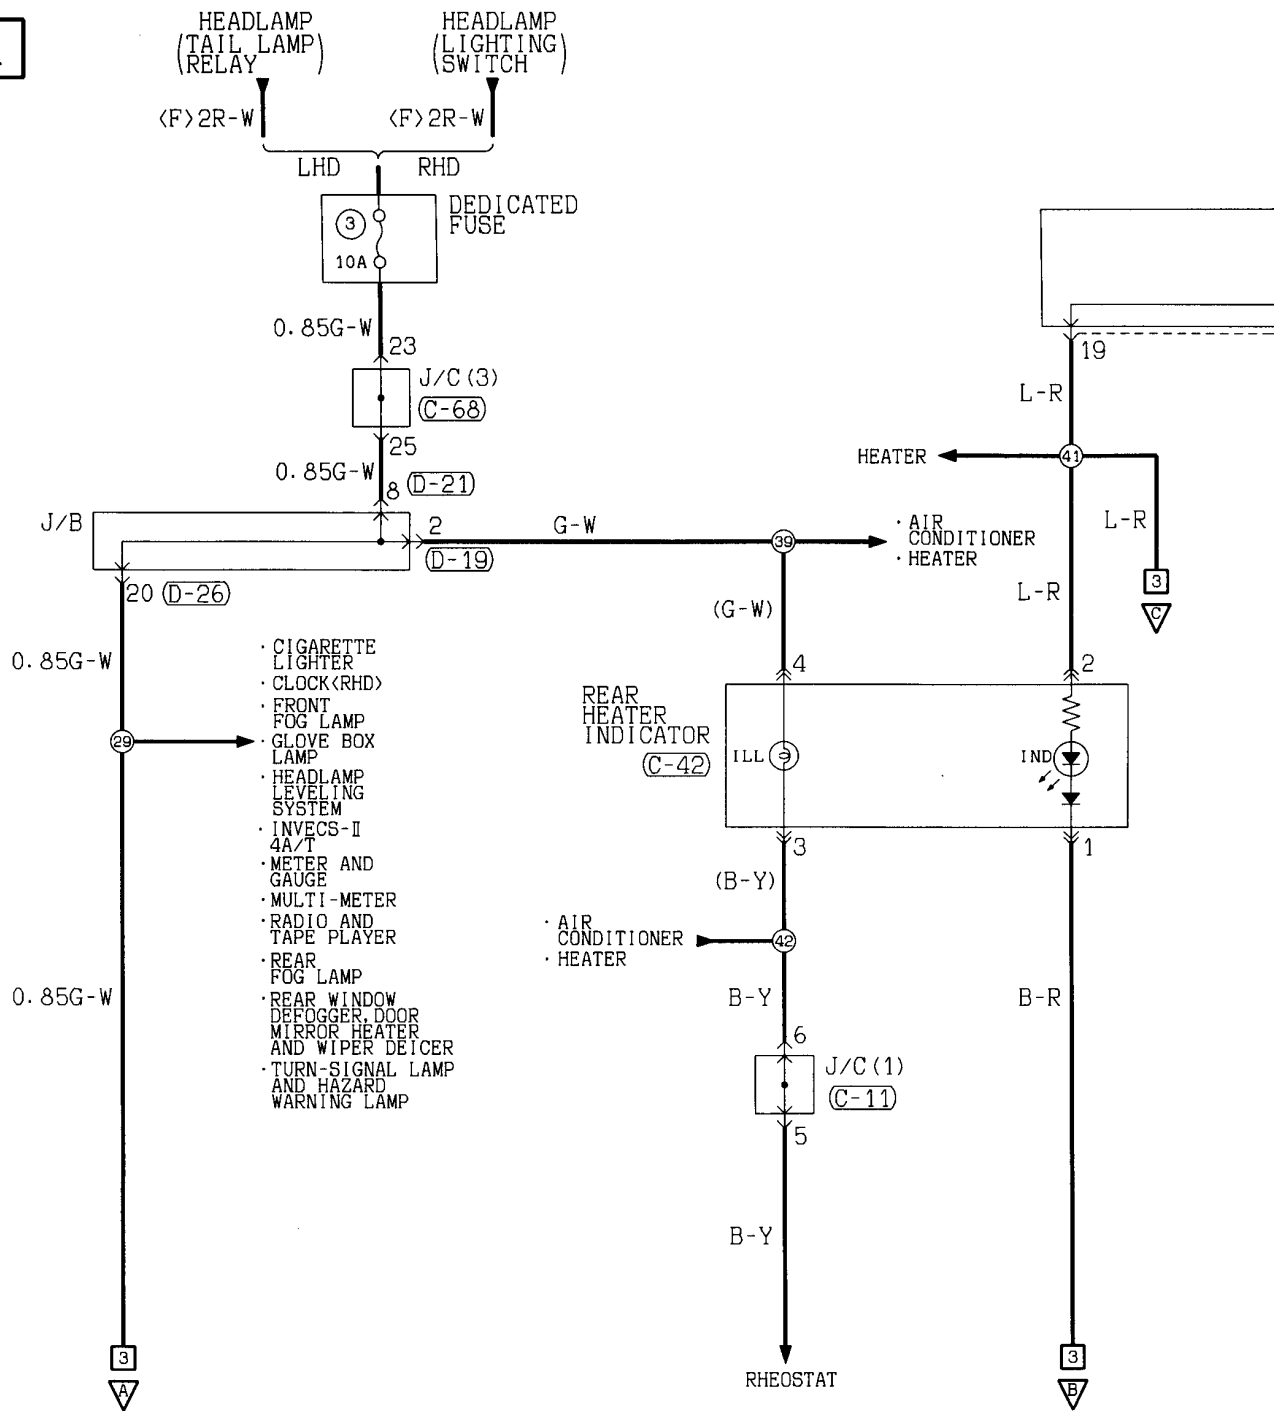 HEADLAMP
(TAIL LAMP)
RELAY
HEADLAMP
(LIGHTING)
SWITCH
<F>2R-W
<F>2R-W
LHD
RHD
DEDICATED
FUSE
3
10A
0.85G-W
23
J/C(3)
C-68
25
0.85G-W
8
D-21
J/B
2
D-19
G-W
39
· AIR
CONDITIONER
· HEATER
20
D-26
0.85G-W
29
· CIGARETTE
LIGHTER
· CLOCK<RHD>
· FRONT
FOG LAMP
· GLOVE BOX
LAMP
· HEADLAMP
LEVELING
SYSTEM
· INVECS-II
4A/T
· METER AND
GAUGE
· MULTI-METER
· RADIO AND
TAPE PLAYER
· REAR
FOG LAMP
· REAR WINDOW
DEFOGGER,DOOR
MIRROR HEATER
AND WIPER DEICER
· TURN-SIGNAL LAMP
AND HAZARD
WARNING LAMP
0.85G-W
3
A
19
L-R
HEATER
41
L-R
3
C
L-R
(G-W)
4
2
REAR
HEATER
INDICATOR
C-42
ILL
IND
3
1
(B-Y)
· AIR
CONDITIONER
· HEATER
42
B-Y
B-R
6
J/C(1)
C-11
5
B-Y
RHEOSTAT
3
B